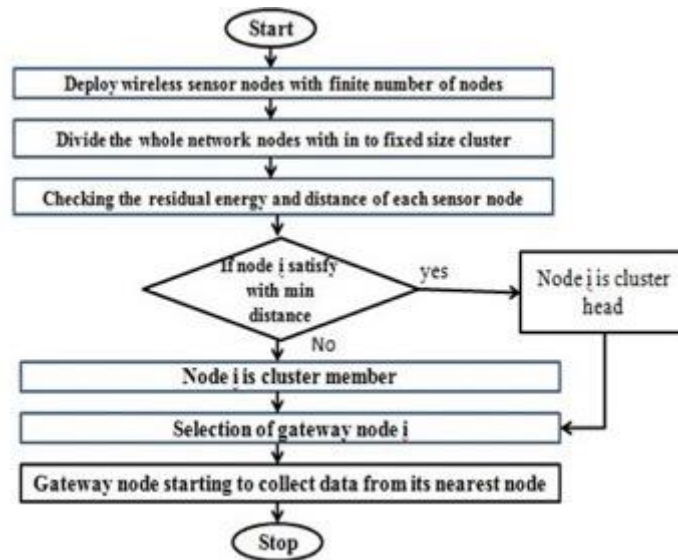 Start
Deploy wireless sensor nodes with finite number of nodes
Divide the whole network nodes with in to fixed size cluster
Checking the residual energy and distance of each sensor node
If node i satisfy
with min
distance
yes
Node i is cluster
head
No
Node i is cluster member
Selection of gateway node i
Gateway node starting to collect data from its nearest node
Stop